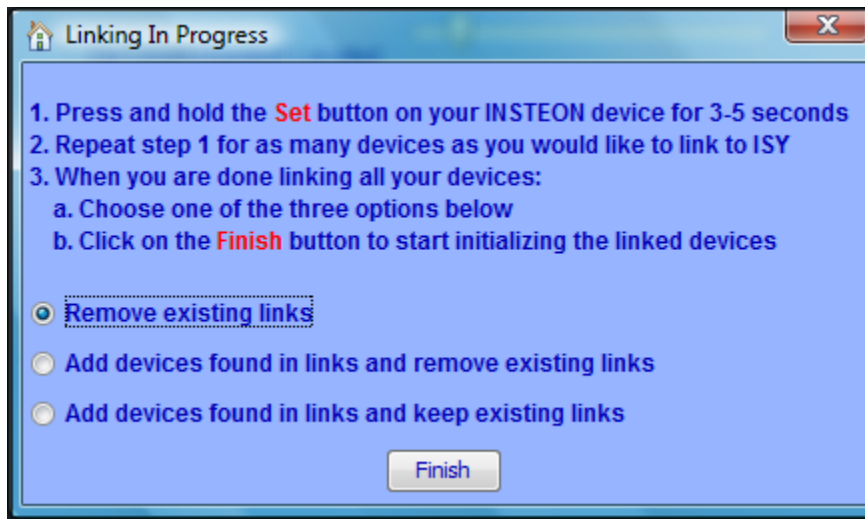 Linking In Progress
X
1. Press and hold the Set button on your INSTEON device for 3-5 seconds
2. Repeat step 1 for as many devices as you would like to link to ISY
3. When you are done linking all your devices:
a. Choose one of the three options below
b. Click on the Finish button to start initializing the linked devices
Remove existing links
Add devices found in links and remove existing links
Add devices found in links and keep existing links
Finish